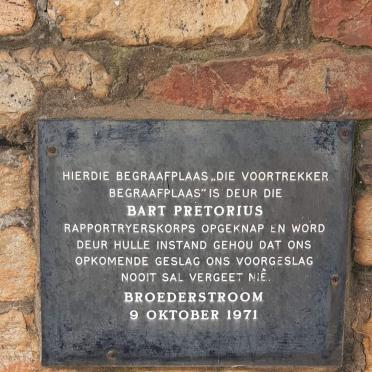 HIERDIE BEGRAAFPLAAS „DIE VOORTREKKER
BEGRAAFPLAAS" IS DEUR DIE
BART PRETORIUS
RAPPORTRYERSKORPS OPGEKNAP EN WORD
DEUR HULLE INSTAND GEHOU DAT ONS
OPKOMENDE GESLAG ONS VOORGESLAG
NOOIT SAL VERGEET NIE.
BROEDERSTROOM
9 OKTOBER 1971